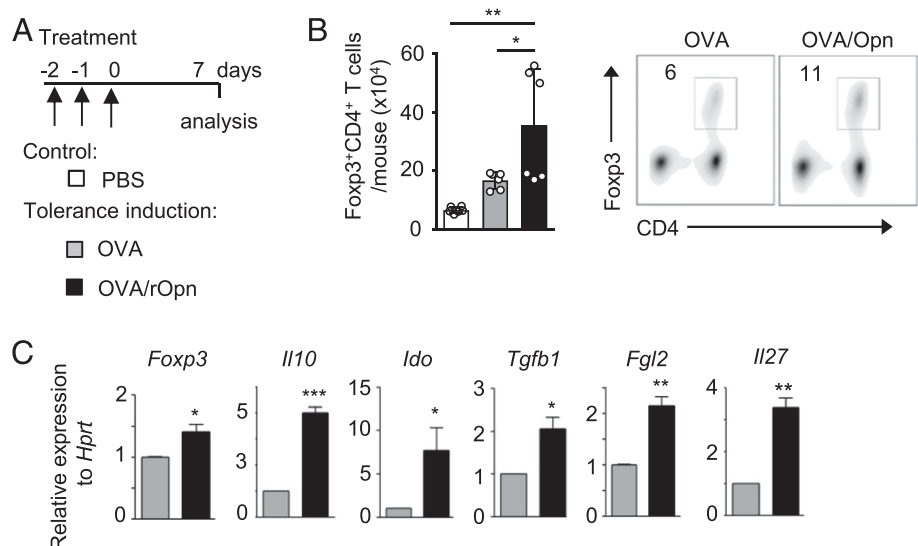 A
Treatment
-2 -1 0 7 days
analysis
Control:
PBS
Tolerance induction:
OVA
OVA/rOpn
B
Foxp3⁺CD4⁺ T cells
/mouse (x10⁴)
60
40
20
0
**
*
OVA OVA/Opn
6 11
Foxp3
CD4
C
Relative expression
to Hprt
Foxp3
2
1
0
*
Il10
5
3
0
***
Ido
15
10
5
0
*
Tgfb1
3
2
1
0
*
Fgl2
2
1
0
**
Il27
4
2
0
**